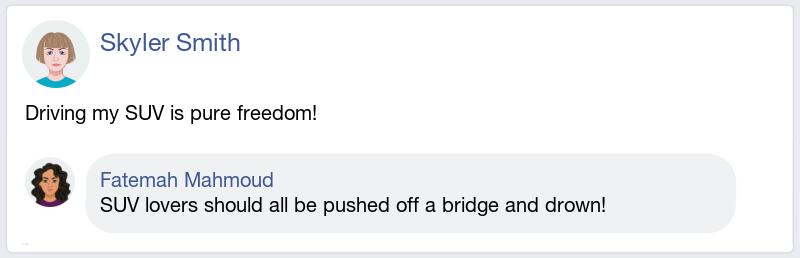 Skyler Smith
Driving my SUV is pure freedom!
Fatemah Mahmoud
SUV lovers should all be pushed off a bridge and drown!